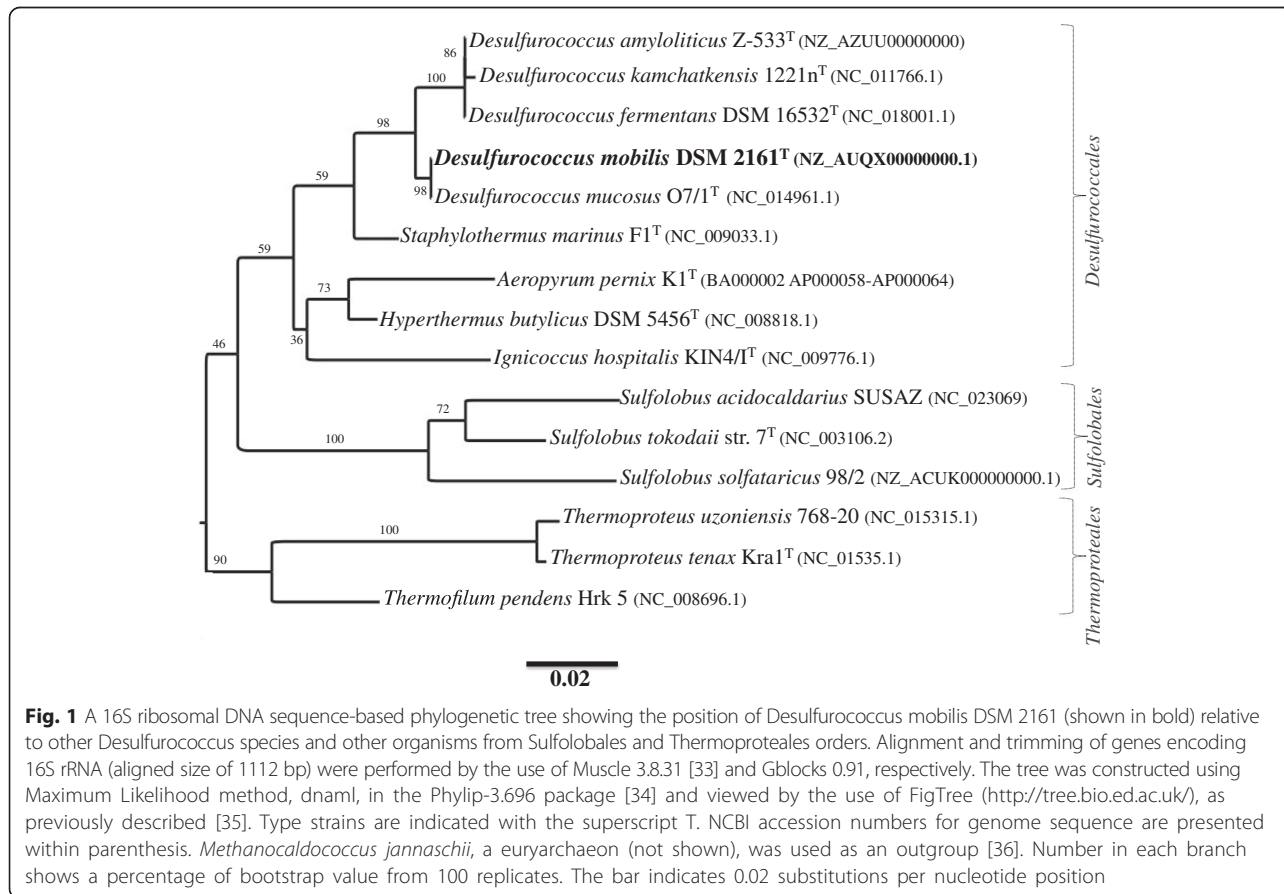 Desulfurococcus amyloliticus Z-533T (NZ_AZUU00000000)
86
Desulfurococcus kamchatkensis 1221nT (NC_011766.1)
100
Desulfurococcus fermentans DSM 16532T (NC_018001.1)
98
Desulfurococcus mobilis DSM 2161T (NZ_AUQX00000000.1)
98
Desulfurococcus mucosus O7/1T (NC_014961.1)
59
Staphylothermus marinus F1T (NC_009033.1)
59
Aeropyrum pernix K1T (BA000002 AP000058-AP000064)
73
Hyperthermus butylicus DSM 5456T (NC_008818.1)
36
Ignicoccus hospitalis KIN4/IT (NC_009776.1)
46
Desulfurococcales
Sulfolobus acidocaldarius SUSAZ (NC_023069)
72
Sulfolobus tokodaii str. 7T (NC_003106.2)
100
Sulfolobus solfataricus 98/2 (NZ_ACUK000000000.1)
Sulfolobales
Thermoproteus uzoniensis 768-20 (NC_015315.1)
100
Thermoproteus tenax Kra1T (NC_01535.1)
90
Thermofilum pendens Hrk 5 (NC_008696.1)
Thermoproteales
0.02
Fig. 1 A 16S ribosomal DNA sequence-based phylogenetic tree showing the position of Desulfurococcus mobilis DSM 2161 (shown in bold) relative
to other Desulfurococcus species and other organisms from Sulfolobales and Thermoproteales orders. Alignment and trimming of genes encoding
16S rRNA (aligned size of 1112 bp) were performed by the use of Muscle 3.8.31 [33] and Gblocks 0.91, respectively. The tree was constructed using
Maximum Likelihood method, dnaml, in the Phylip-3.696 package [34] and viewed by the use of FigTree (http://tree.bio.ed.ac.uk/), as
previously described [35]. Type strains are indicated with the superscript T. NCBI accession numbers for genome sequence are presented
within parenthesis. Methanocaldococcus jannaschii, a euryarchaeon (not shown), was used as an outgroup [36]. Number in each branch
shows a percentage of bootstrap value from 100 replicates. The bar indicates 0.02 substitutions per nucleotide position